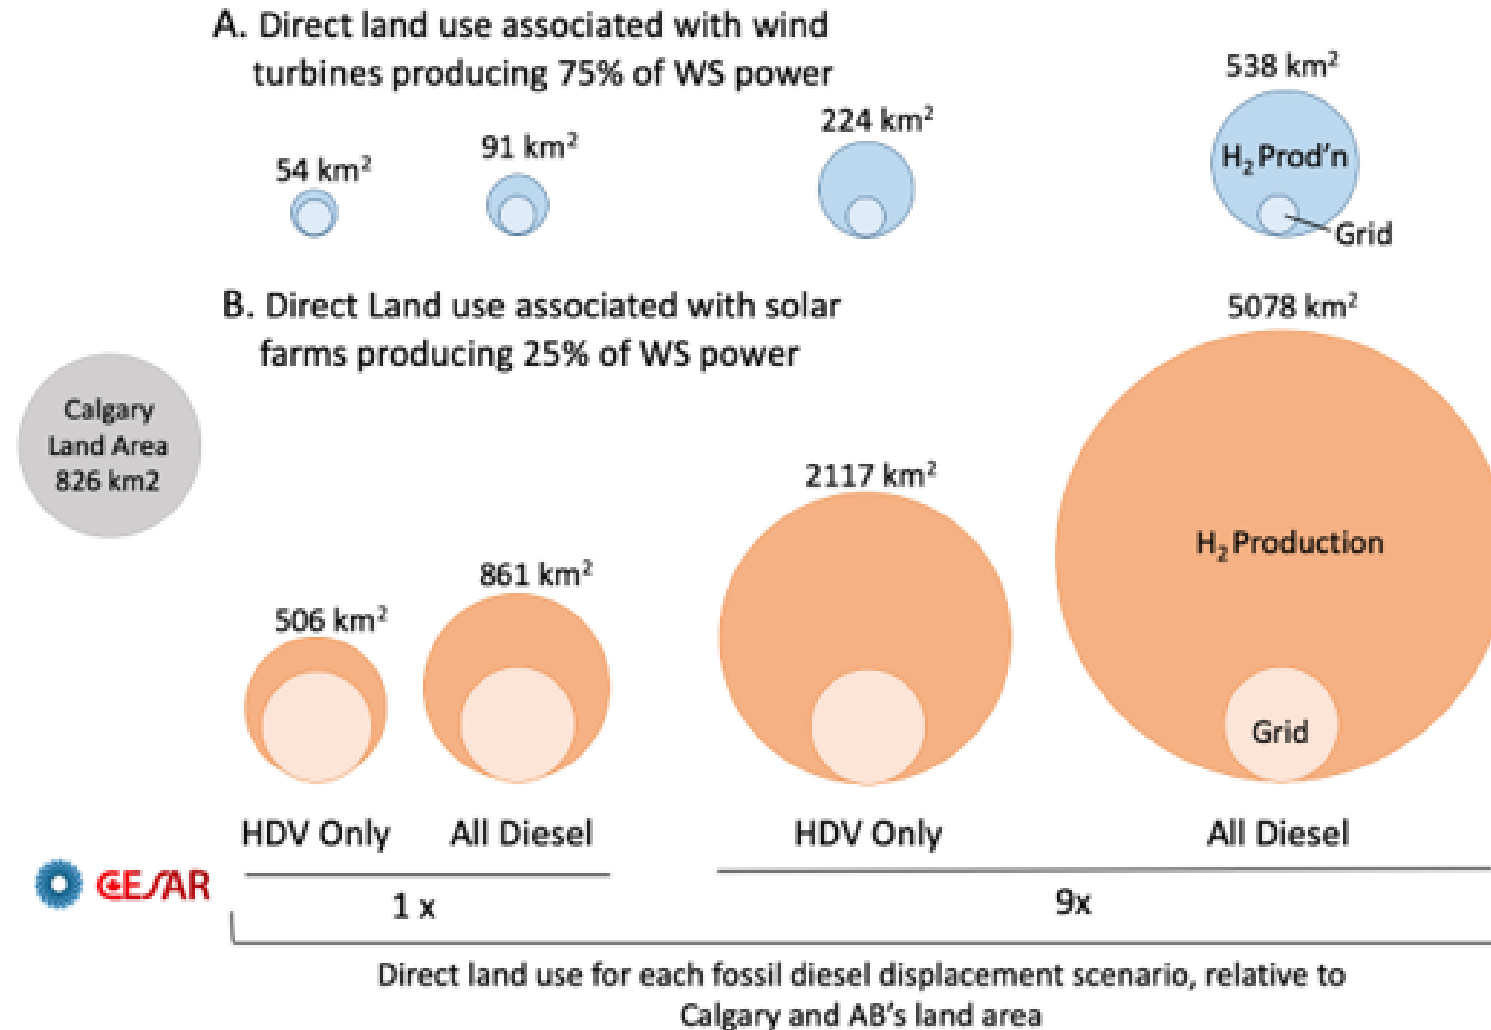 A. Direct land use associated with wind
turbines producing 75% of WS power
54 km²
91 km²
224 km²
538 km²
H₂ Prod'n
Grid
B. Direct Land use associated with solar
farms producing 25% of WS power
Calgary
Land Area
826 km2
506 km²
861 km²
2117 km²
5078 km²
H₂ Production
Grid
HDV Only
All Diesel
HDV Only
All Diesel
CESAR
1 x
9x
Direct land use for each fossil diesel displacement scenario, relative to
Calgary and AB's land area